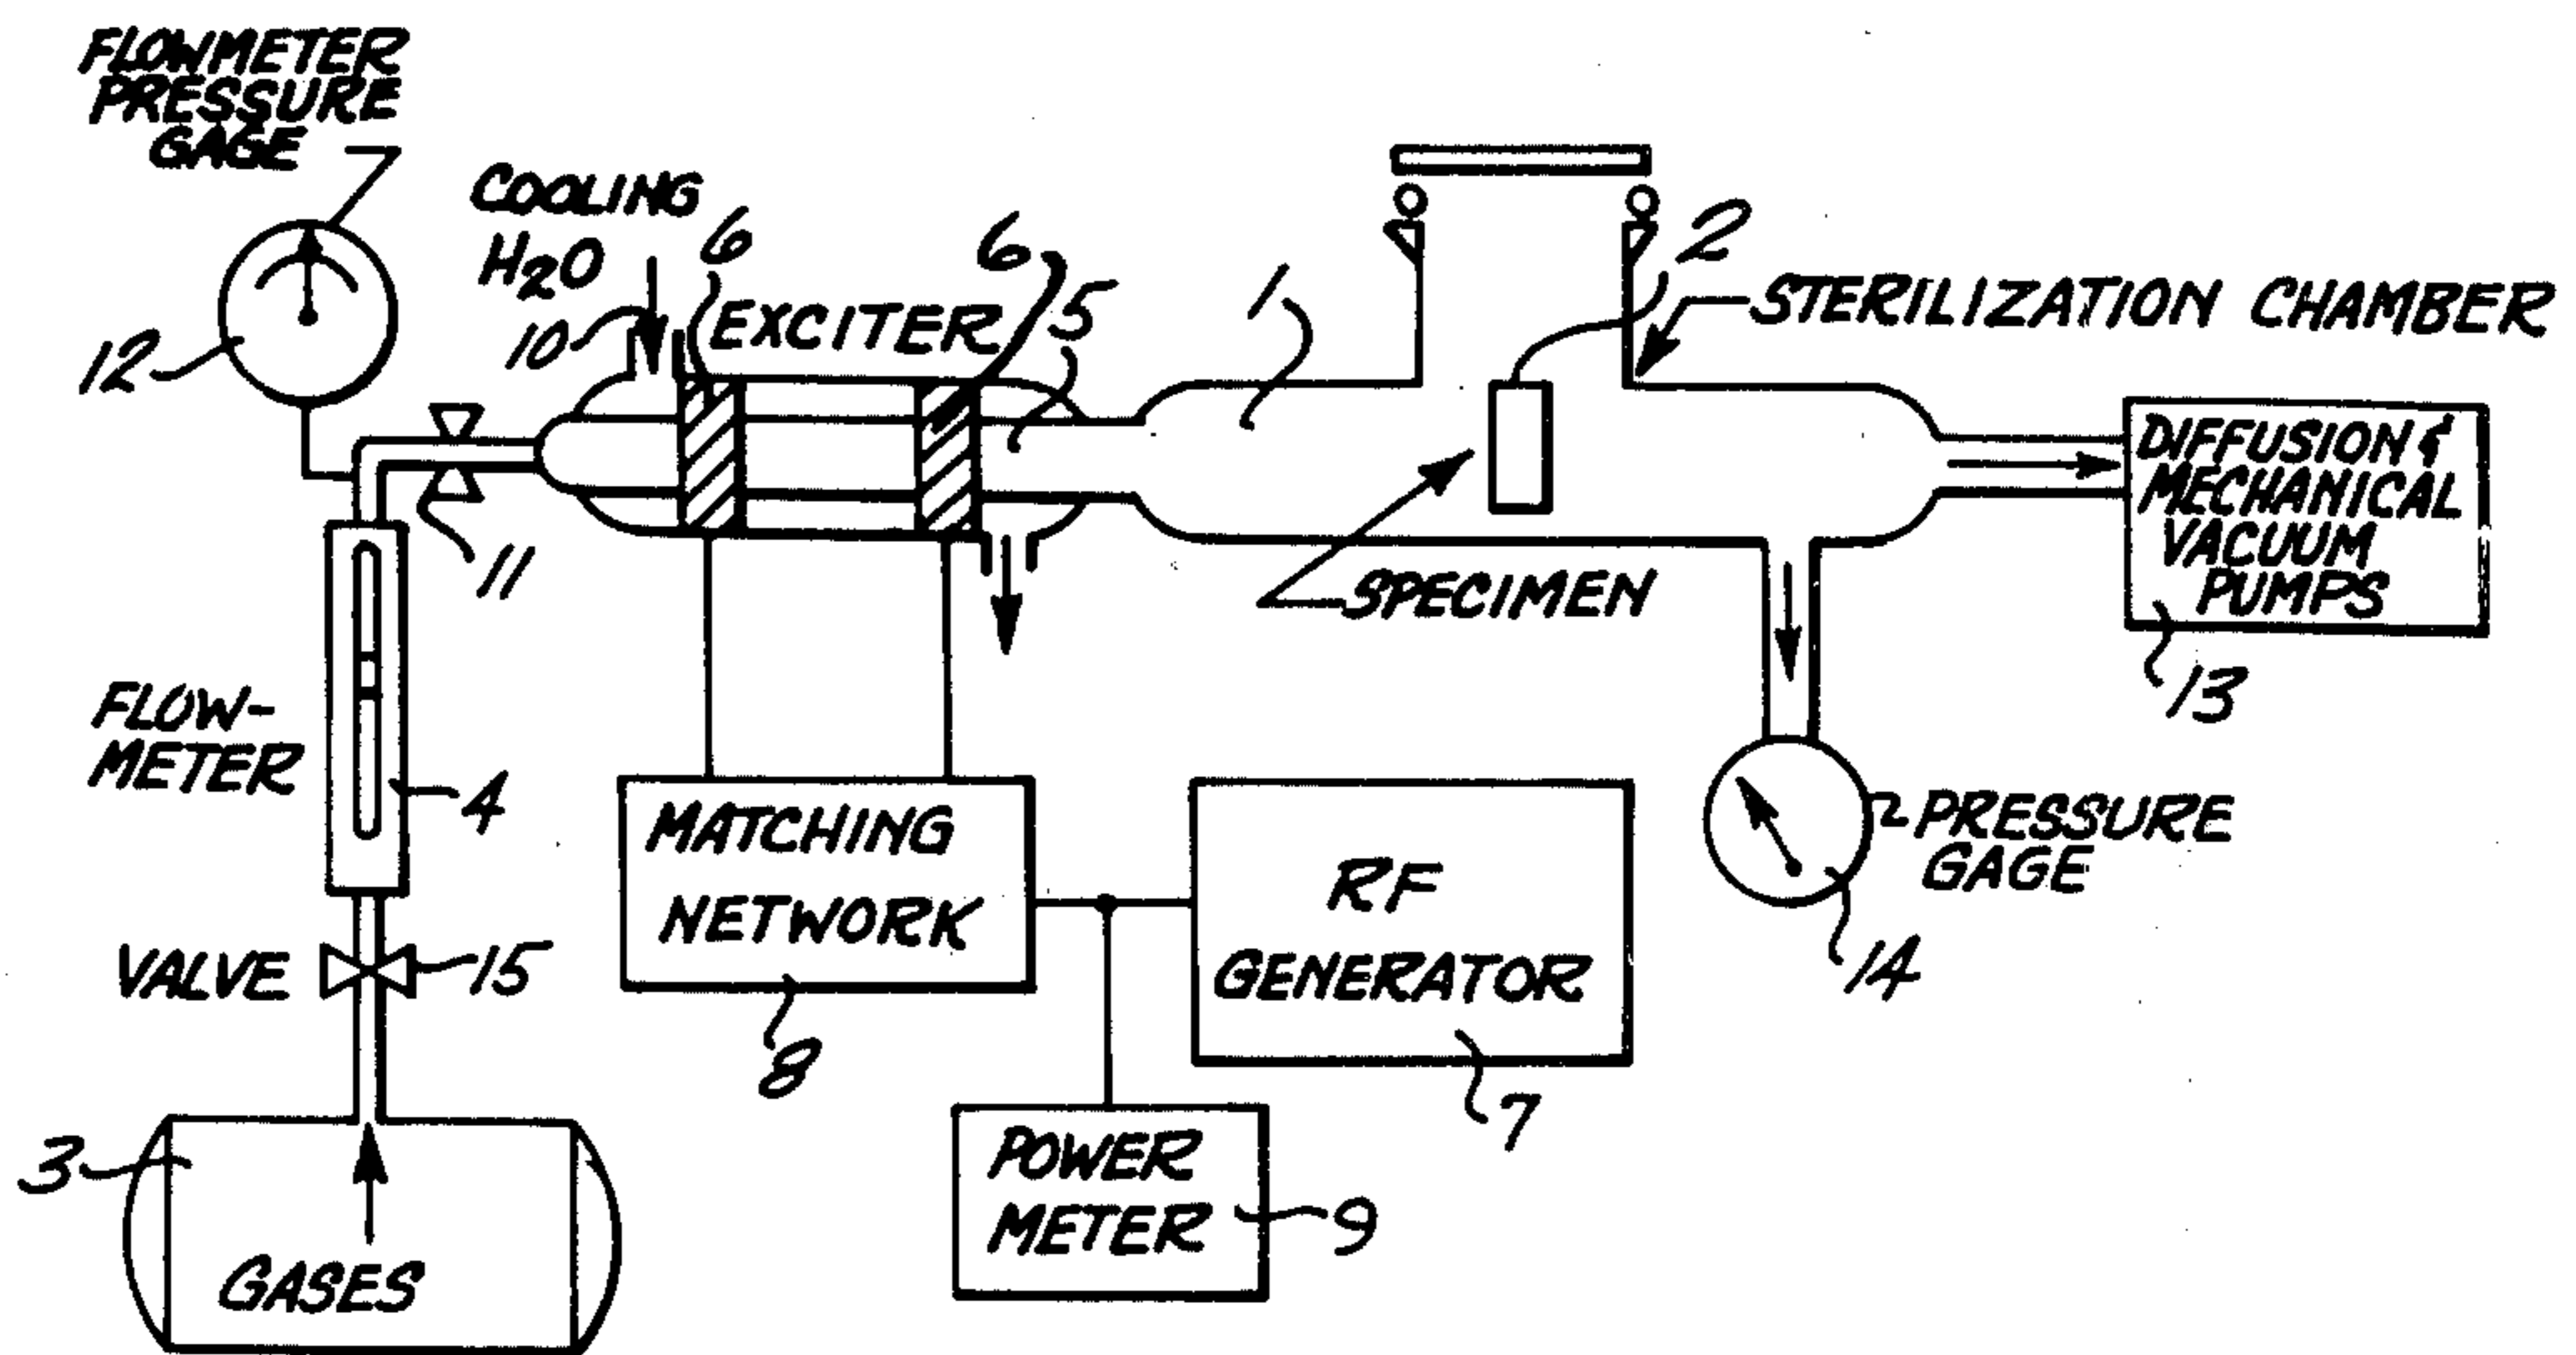 FLOWMETER
PRESSURE
GAGE
COOLING
H2O
6
6
EXCITER
5
1
2
STERILIZATION CHAMBER
10
12
11
DIFFUSION &
MECHANICAL
VACUUM
PUMPS
13
SPECIMEN
FLOW-
METER
4
MATCHING
NETWORK
8
RF
GENERATOR
7
PRESSURE
GAGE
14
VALVE
15
3
GASES
POWER
METER
9